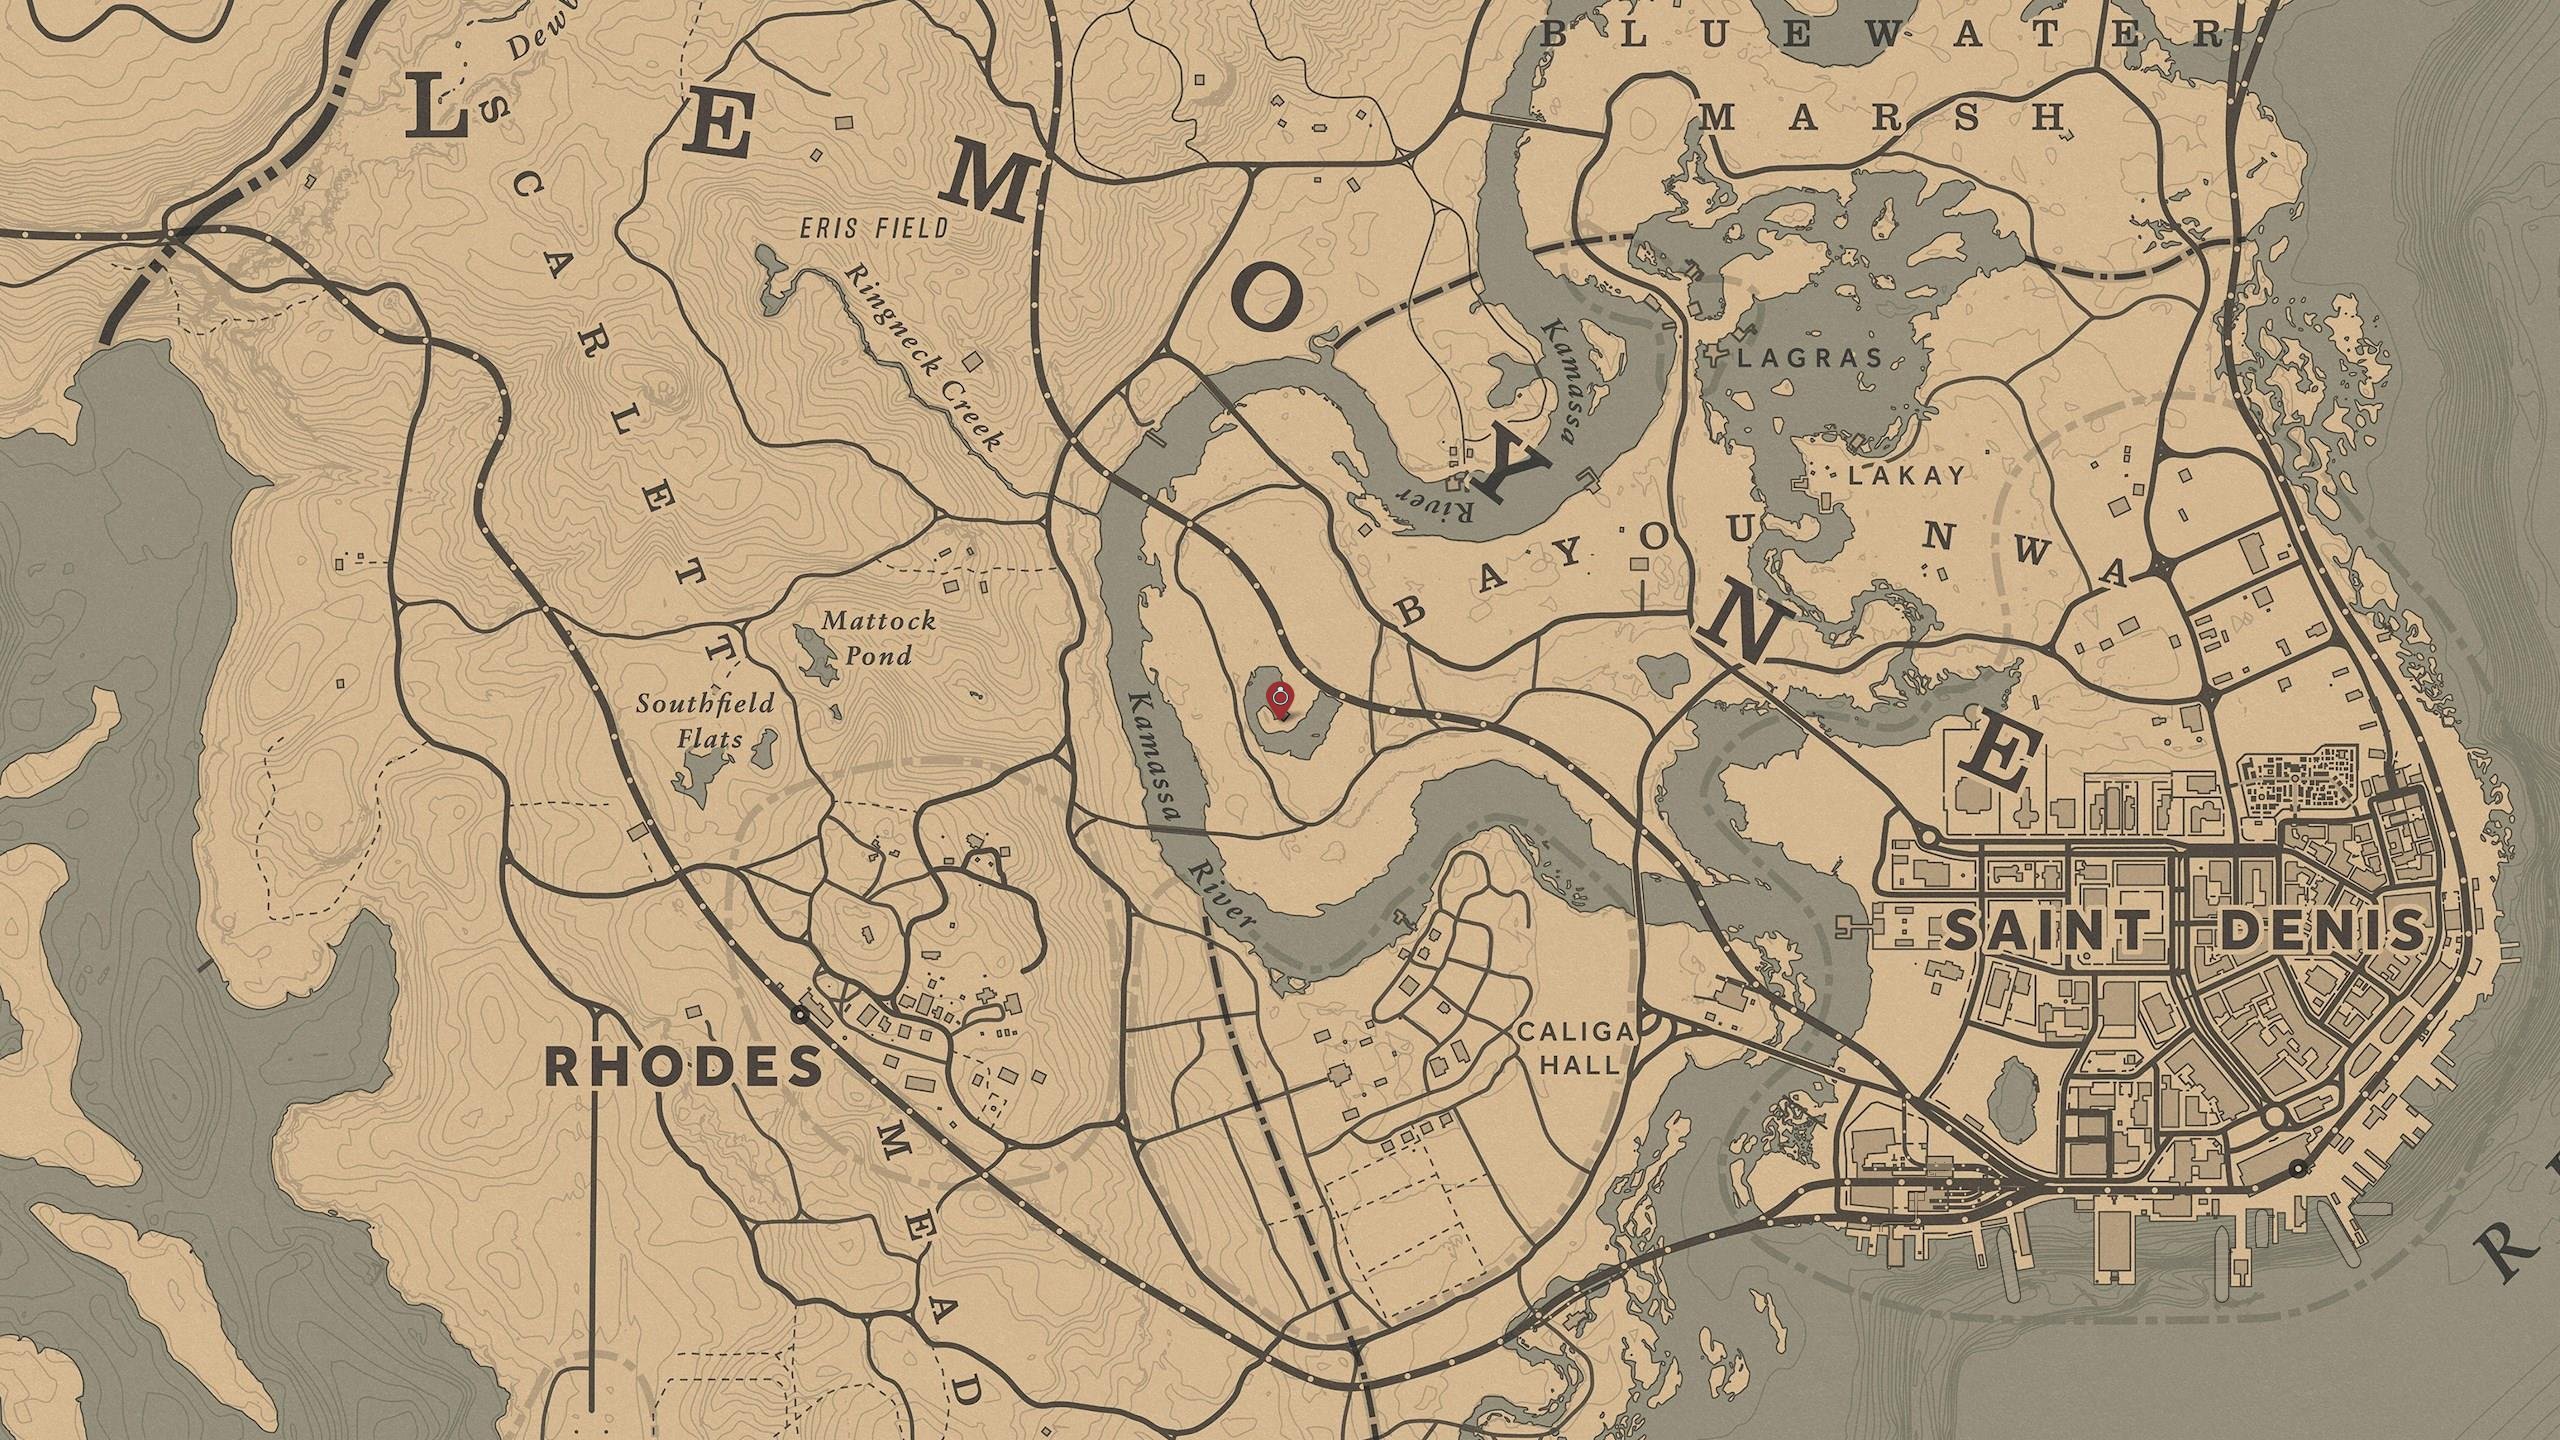 BLUEWATER
MARSH
Dew
LEMOYNE
SCARLETT
MEAD
ERIS FIELD
Ringneck Creek
Kamassa
River
LAGRAS
LAKAY
BAYOU NWA
Mattock
Pond
Southfield
Flats
Kamassa
River
SAINT DENIS
RHODES
CALIGA
HALL
R